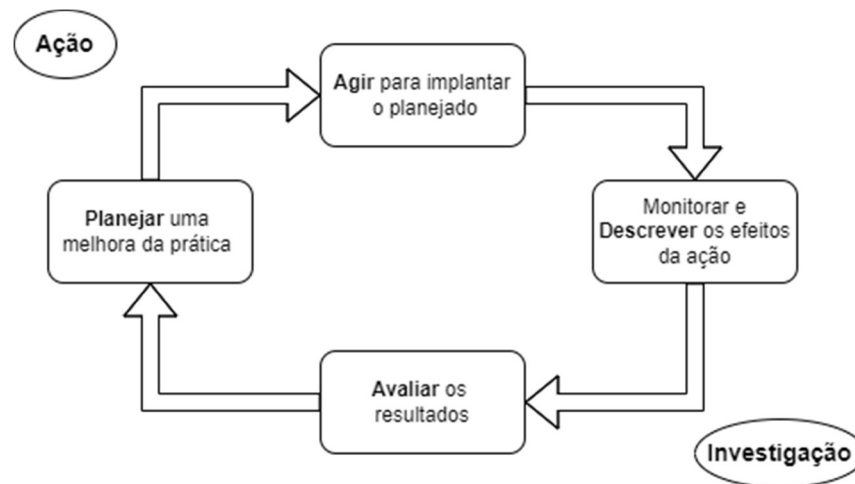 Ação
Agir para implantar
o planejado
Planejar uma
melhora da prática
Monitorar e
Descrever os efeitos
da ação
Avaliar os
resultados
Investigação